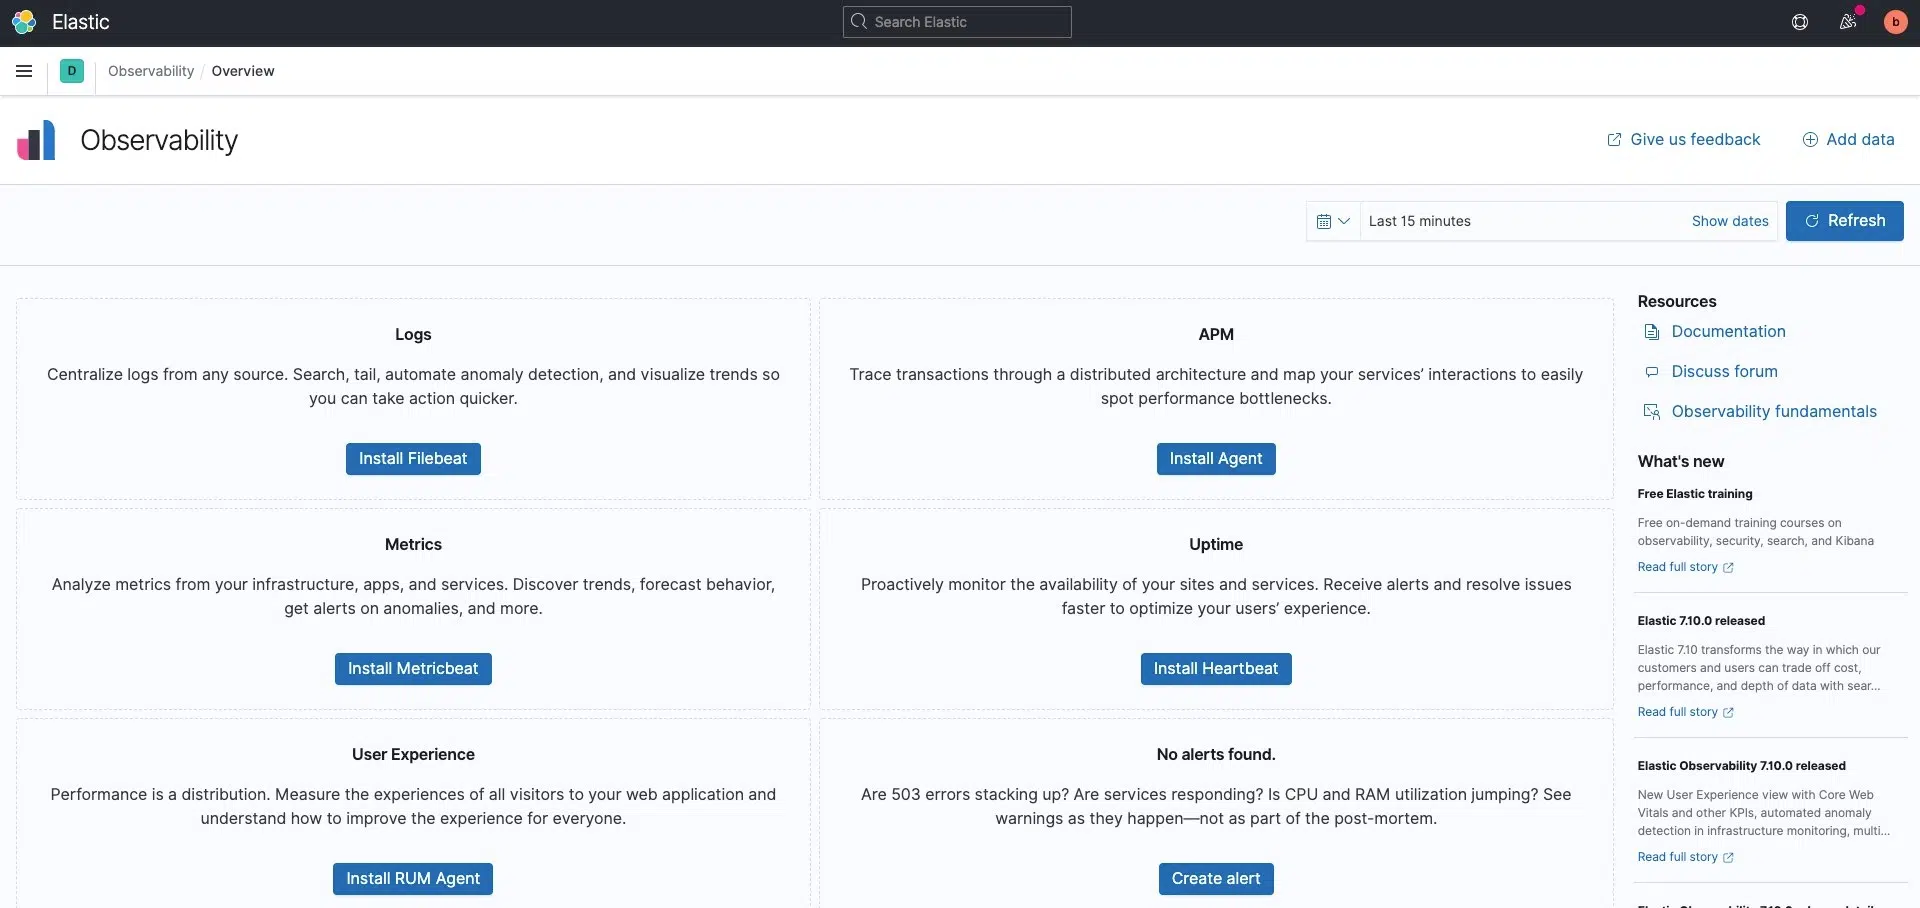 Elastic
Search Elastic
b
D
Observability / Overview
Observability
Give us feedback
Add data
Last 15 minutes
Show dates
Refresh
Logs
Centralize logs from any source. Search, tail, automate anomaly detection, and visualize trends so
you can take action quicker.
Install Filebeat
APM
Trace transactions through a distributed architecture and map your services’ interactions to easily
spot performance bottlenecks.
Install Agent
Metrics
Analyze metrics from your infrastructure, apps, and services. Discover trends, forecast behavior,
get alerts on anomalies, and more.
Install Metricbeat
Uptime
Proactively monitor the availability of your sites and services. Receive alerts and resolve issues
faster to optimize your users’ experience.
Install Heartbeat
User Experience
Performance is a distribution. Measure the experiences of all visitors to your web application and
understand how to improve the experience for everyone.
Install RUM Agent
No alerts found.
Are 503 errors stacking up? Are services responding? Is CPU and RAM utilization jumping? See
warnings as they happen—not as part of the post-mortem.
Create alert
Resources
Documentation
Discuss forum
Observability fundamentals
What's new
Free Elastic training
Free on-demand training courses on
observability, security, search, and Kibana
Read full story
Elastic 7.10.0 released
Elastic 7.10 transforms the way in which our
customers and users can trade off cost,
performance, and depth of data with sear...
Read full story
Elastic Observability 7.10.0 released
New User Experience view with Core Web
Vitals and other KPIs, automated anomaly
detection in infrastructure monitoring, multi...
Read full story